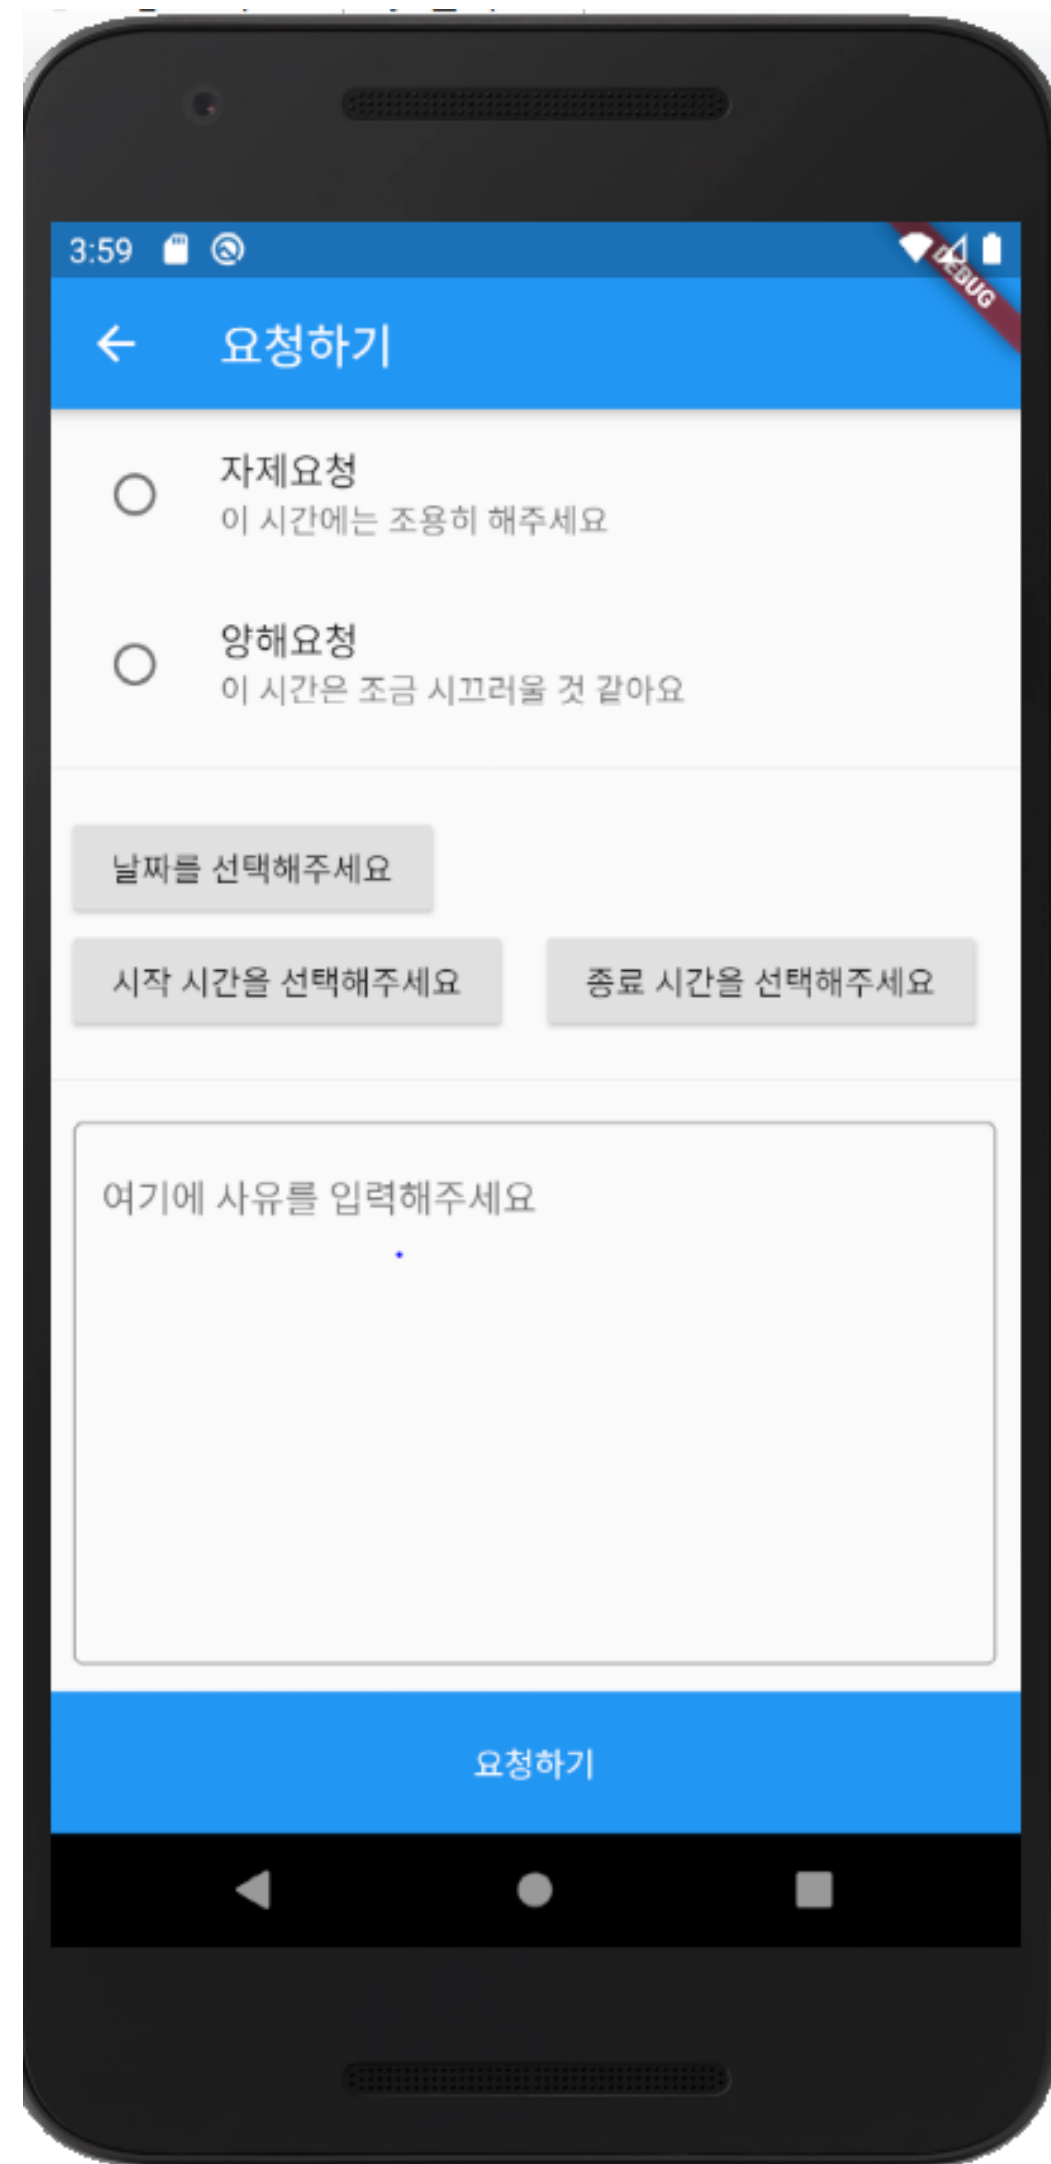 3:59
DEBUG
요청하기
자제요청
이 시간에는 조용히 해주세요
양해요청
이 시간은 조금 시끄러울 것 같아요
날짜를 선택해주세요
시작 시간을 선택해주세요 종료 시간을 선택해주세요
여기에 사유를 입력해주세요
요청하기